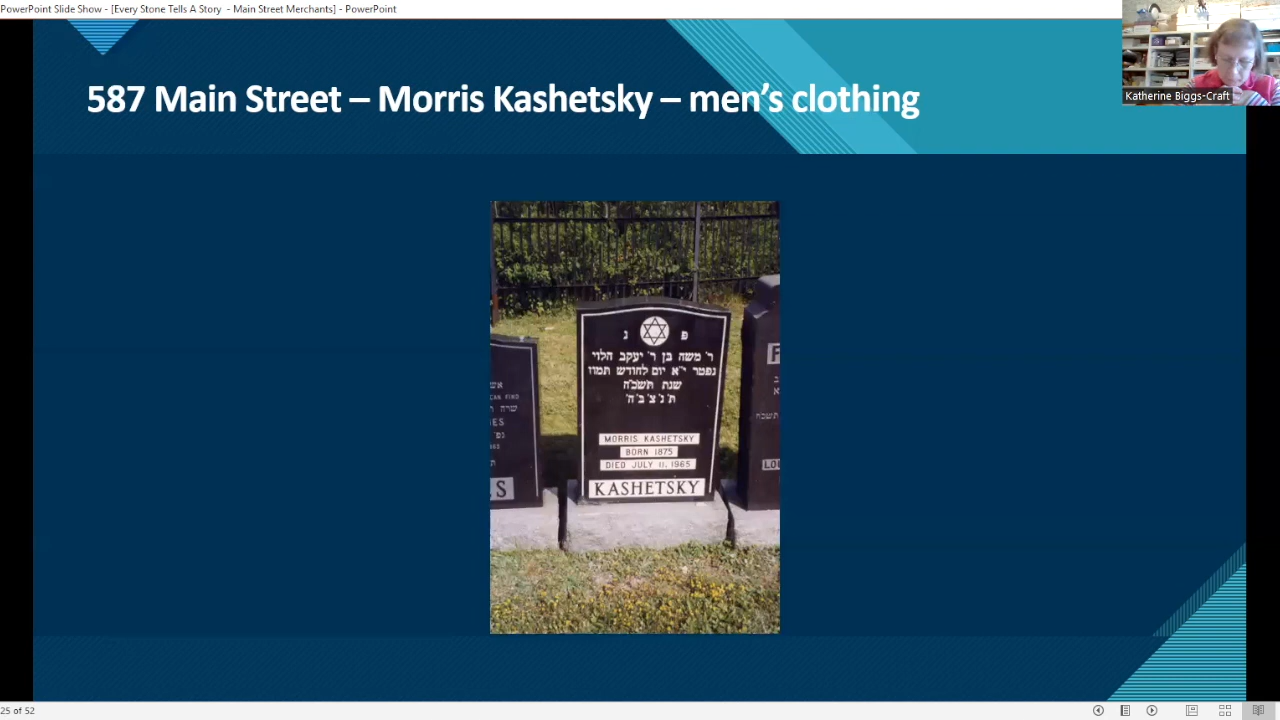 PowerPoint Slide Show - [Every Stone Tells A Story - Main Street Merchants] - PowerPoint
Katherine Biggs-Craft
587 Main Street – Morris Kashetsky – men’s clothing
פ נ
ר' משה בן ר' יעקב הלוי
נפטר י"א יום לחודש תמוז
שנת תשכ"ה
ת' נ' צ' ב' ה'
MORRIS KASHETSKY
BORN 1875
DIED JULY 11, 1965
KASHETSKY
25 of 52